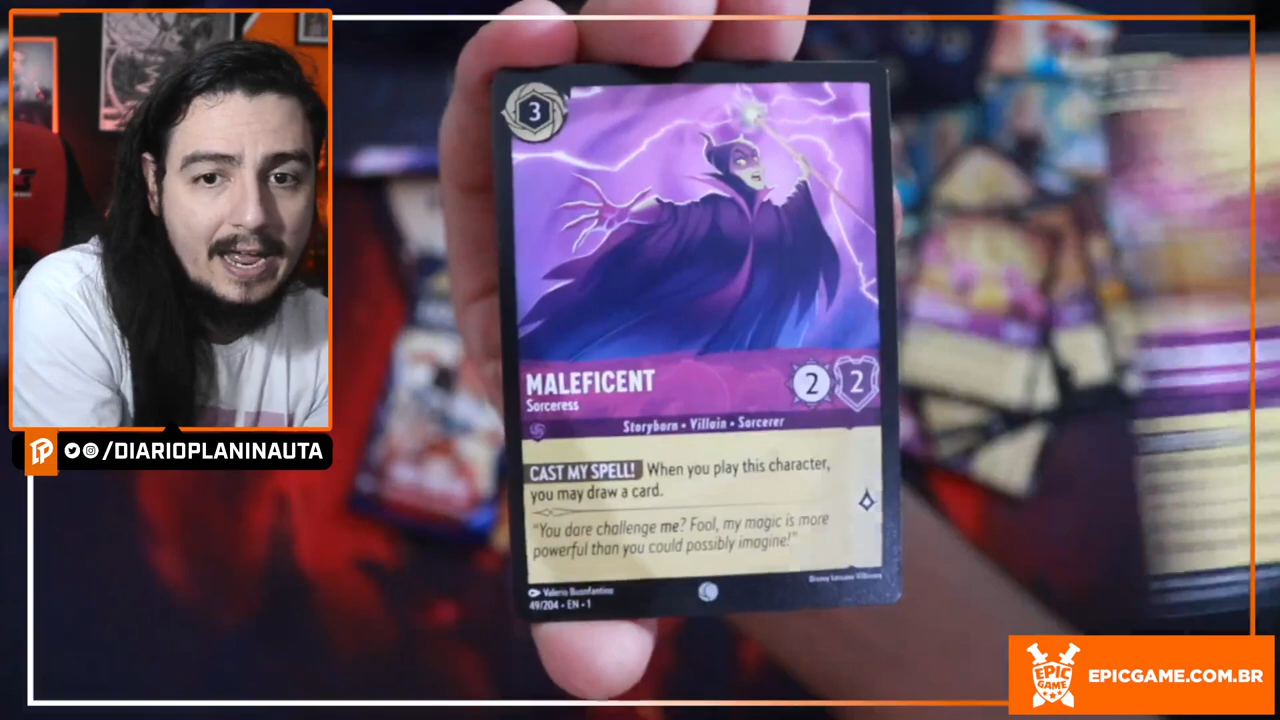 3
MALEFICENT
Sorceress
2
2
Storyborn • Villain • Sorcerer
CAST MY SPELL! When you play this character,
you may draw a card.
"You dare challenge me? Fool, my magic is more
powerful than you could possibly imagine!"
Valerio Buonfantino
49/204 • EN • 1
/DIARIOPLANINAUTA
EPIC
GAME
EPICGAME.COM.BR